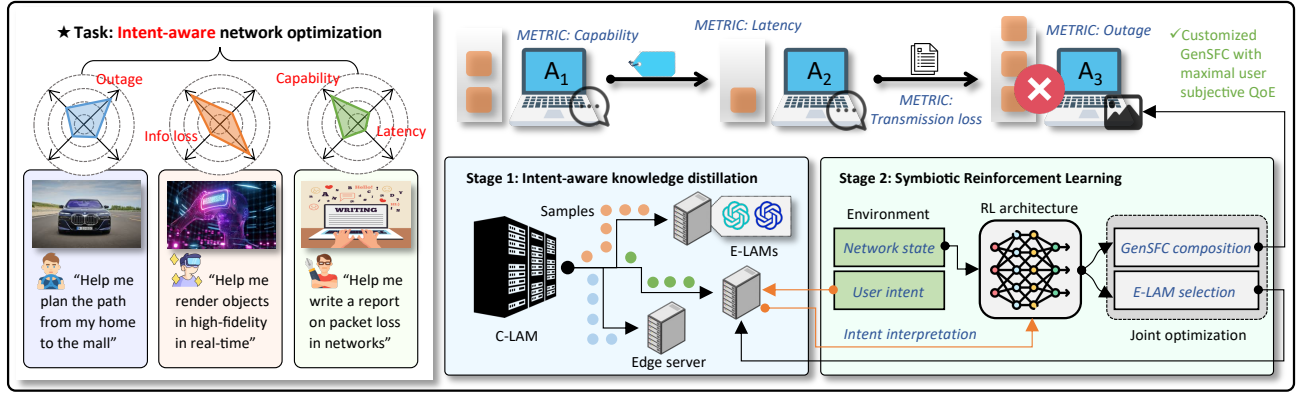 ★ Task: Intent-aware network optimization
Outage
Info loss
Capability
Latency
WRITING
“Help me
plan the path
from my home
to the mall”
“Help me
render objects
in high-fidelity
in real-time”
“Help me
write a report
on packet loss
in networks”
METRIC: Capability
A1
METRIC: Latency
A2
METRIC:
Transmission loss
METRIC: Outage
A3
✓Customized
GenSFC with
maximal user
subjective QoE
Stage 1: Intent-aware knowledge distillation
Samples
C-LAM
E-LAMs
Edge server
Stage 2: Symbiotic Reinforcement Learning
Environment
Network state
User intent
Intent interpretation
RL architecture
GenSFC composition
E-LAM selection
Joint optimization